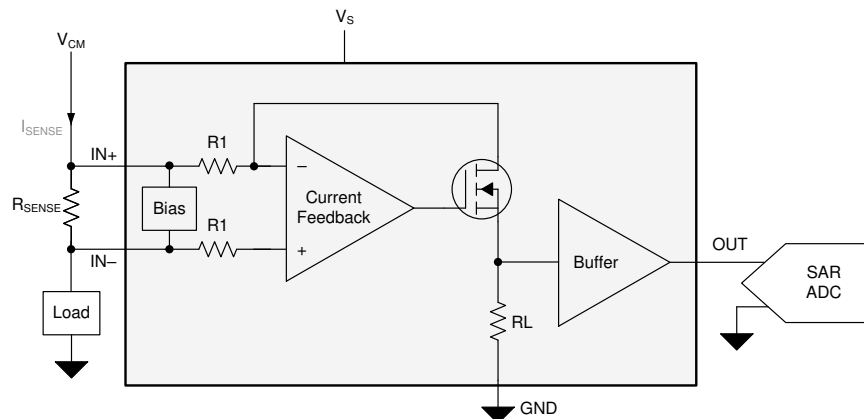 V_S
V_CM
I_SENSE
IN+
R1
−
R_SENSE
Bias
Current
Feedback
R1
+
IN–
Load
Buffer
OUT
SAR
ADC
RL
GND